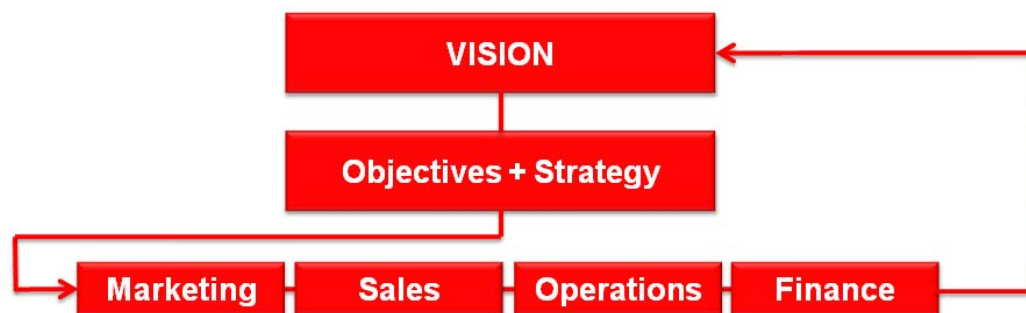 VISION
Objectives + Strategy
Marketing Sales Operations Finance